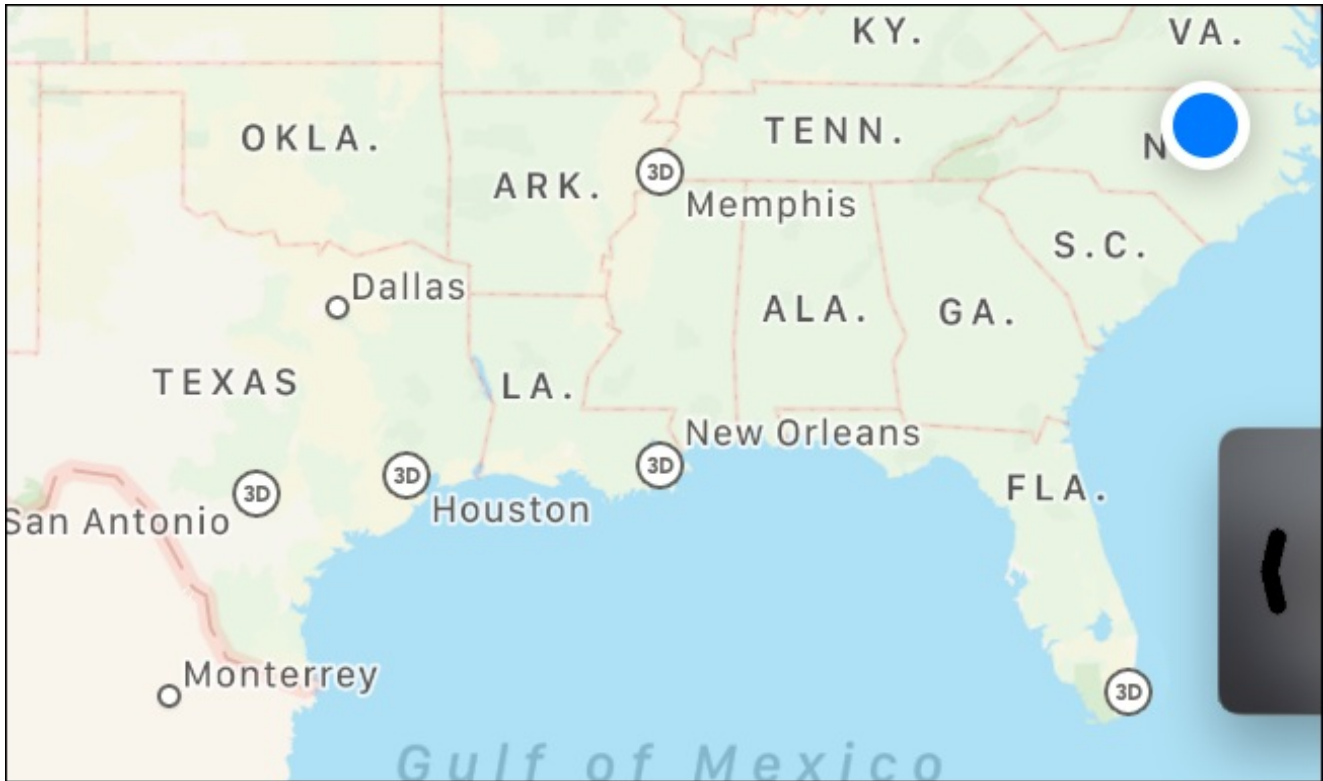 KY.
VA.
OKLA.
TENN.
N
ARK.
3D
Memphis
S.C.
Dallas
ALA.
GA.
TEXAS
LA.
New Orleans
3D
3D
Houston
3D
San Antonio
FLA.
Monterrey
3D
Gulf of Mexico